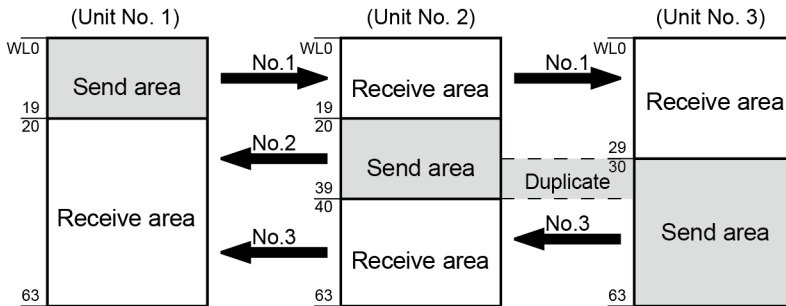 (Unit No. 1) (Unit No. 2) (Unit No. 3)
WL0 WL0 WL0
No.1 No.1
Send area Receive area Receive area
19 19
20 20
No.2
29
30
Send area Duplicate
39
40
Receive area No.3 Receive area No.3 Send area
63 63 63